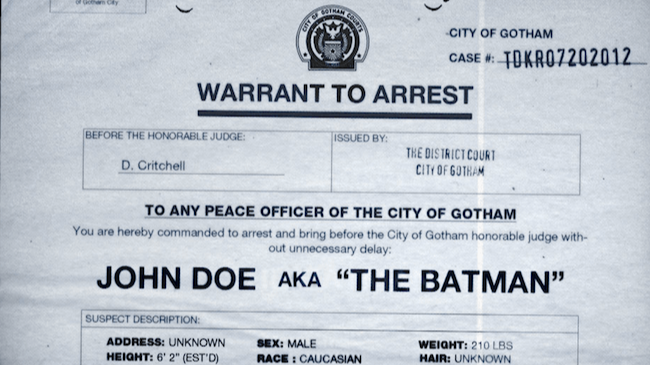 of Gotham City
CITY OF GOTHAM COURTS
CITY OF GOTHAM
CASE #: TDKR07202012
WARRANT TO ARREST
BEFORE THE HONORABLE JUDGE:
D. Critchell
ISSUED BY:
THE DISTRICT COURT
CITY OF GOTHAM
TO ANY PEACE OFFICER OF THE CITY OF GOTHAM
You are hereby commanded to arrest and bring before the City of Gotham honorable judge with-
out unnecessary delay:
JOHN DOE AKA “THE BATMAN”
SUSPECT DESCRIPTION:
ADDRESS: UNKNOWN SEX: MALE WEIGHT: 210 LBS
HEIGHT: 6' 2" (EST'D) RACE : CAUCASIAN HAIR: UNKNOWN